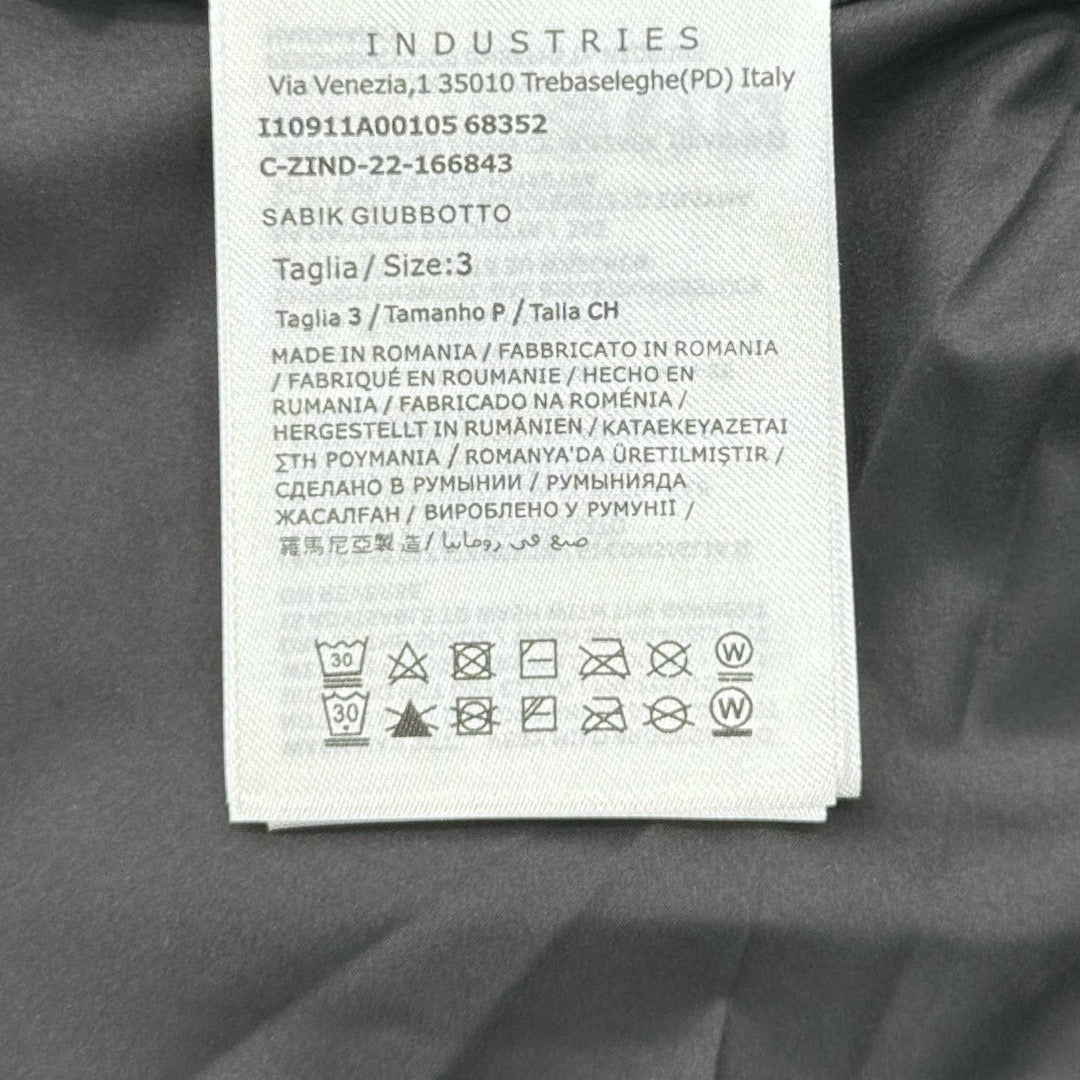 INDUSTRIES
Via Venezia,1 35010 Trebaseleghe(PD) Italy
I10911A00105 68352
C-ZIND-22-166843
SABIK GIUBBOTTO
Taglia / Size:3
Taglia 3 / Tamanho P / Talla CH
MADE IN ROMANIA / FABBRICATO IN ROMANIA
/ FABRIQUÉ EN ROUMANIE / HECHO EN
RUMANIA / FABRICADO NA ROMÉNIA /
HERGESTELLT IN RUMÄNIEN / KATAEKEYAZETAI
ΣTH POYMANIA / ROMANYA'DA ÜRETILMIŞTIR /
СДЕЛАНО В РУМЫНИИ / РУМЫНИЯДА
ЖАСАЛҒАН / ВИРОБЛЕНО У РУМУНІЇ /
羅馬尼亞製造 / صنع في رومانيا
30 W
30 W